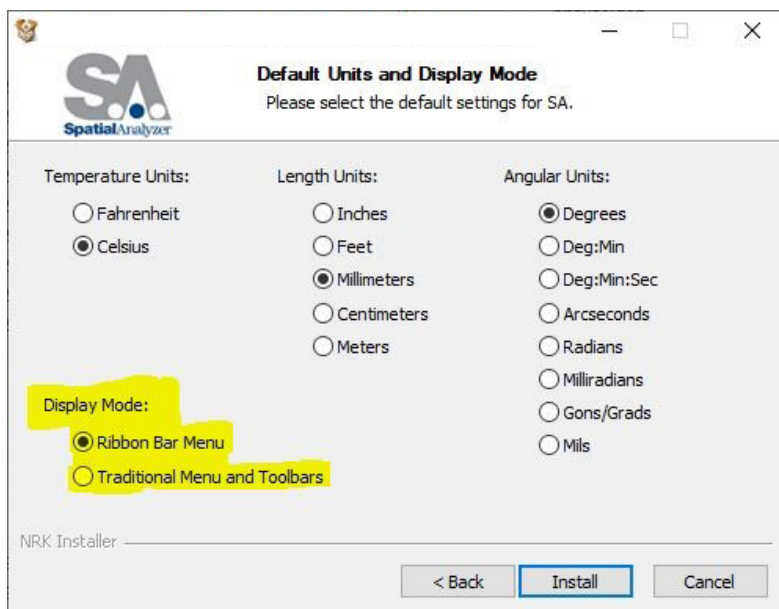 Default Units and Display Mode
Please select the default settings for SA.
SA
SpatialAnalyzer
Temperature Units:
Fahrenheit
Celsius
Length Units:
Inches
Feet
Millimeters
Centimeters
Meters
Angular Units:
Degrees
Deg:Min
Deg:Min:Sec
Arcseconds
Radians
Milliradians
Gons/Grads
Mils
Display Mode:
Ribbon Bar Menu
Traditional Menu and Toolbars
NRK Installer
< Back
Install
Cancel